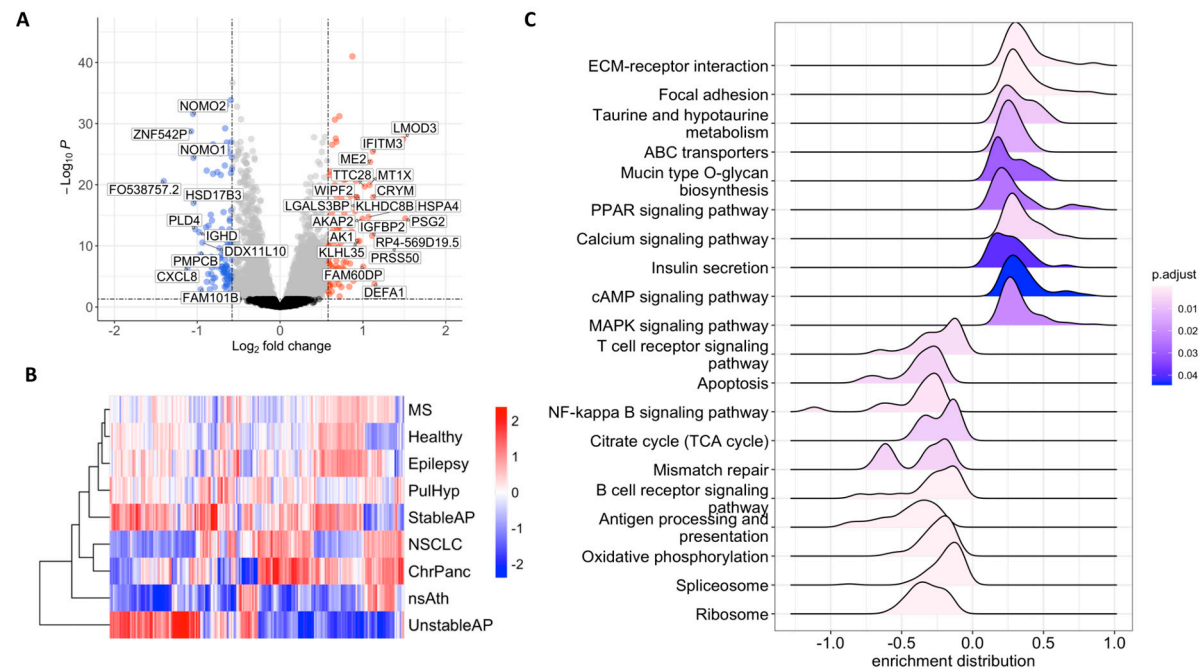 A
− Log10 P
40
30
20
10
0
-2
-1
0
1
2
Log2 fold change
NOMO2
ZNF542P
NOMO1
FO538757.2
HSD17B3
PLD4
IGHD
DDX11L10
PMPCB
CXCL8
FAM101B
LMOD3
IFITM3
ME2
TTC28
MT1X
WIPF2
CRYM
LGALS3BP
KLHDC8B
HSPA4
AKAP2
IGFBP2
PSG2
AK1
RP4-569D19.5
KLHL35
PRSS50
FAM60DP
DEFA1
B
MS
Healthy
Epilepsy
PulHyp
StableAP
NSCLC
ChrPanc
nsAth
UnstableAP
2
1
0
-1
-2
C
ECM-receptor interaction
Focal adhesion
Taurine and hypotaurine
metabolism
ABC transporters
Mucin type O-glycan
biosynthesis
PPAR signaling pathway
Calcium signaling pathway
Insulin secretion
cAMP signaling pathway
MAPK signaling pathway
T cell receptor signaling
pathway
Apoptosis
NF-kappa B signaling pathway
Citrate cycle (TCA cycle)
Mismatch repair
B cell receptor signaling
pathway
Antigen processing and
presentation
Oxidative phosphorylation
Spliceosome
Ribosome
-1.0
-0.5
0.0
0.5
1.0
enrichment distribution
p.adjust
0.01
0.02
0.03
0.04